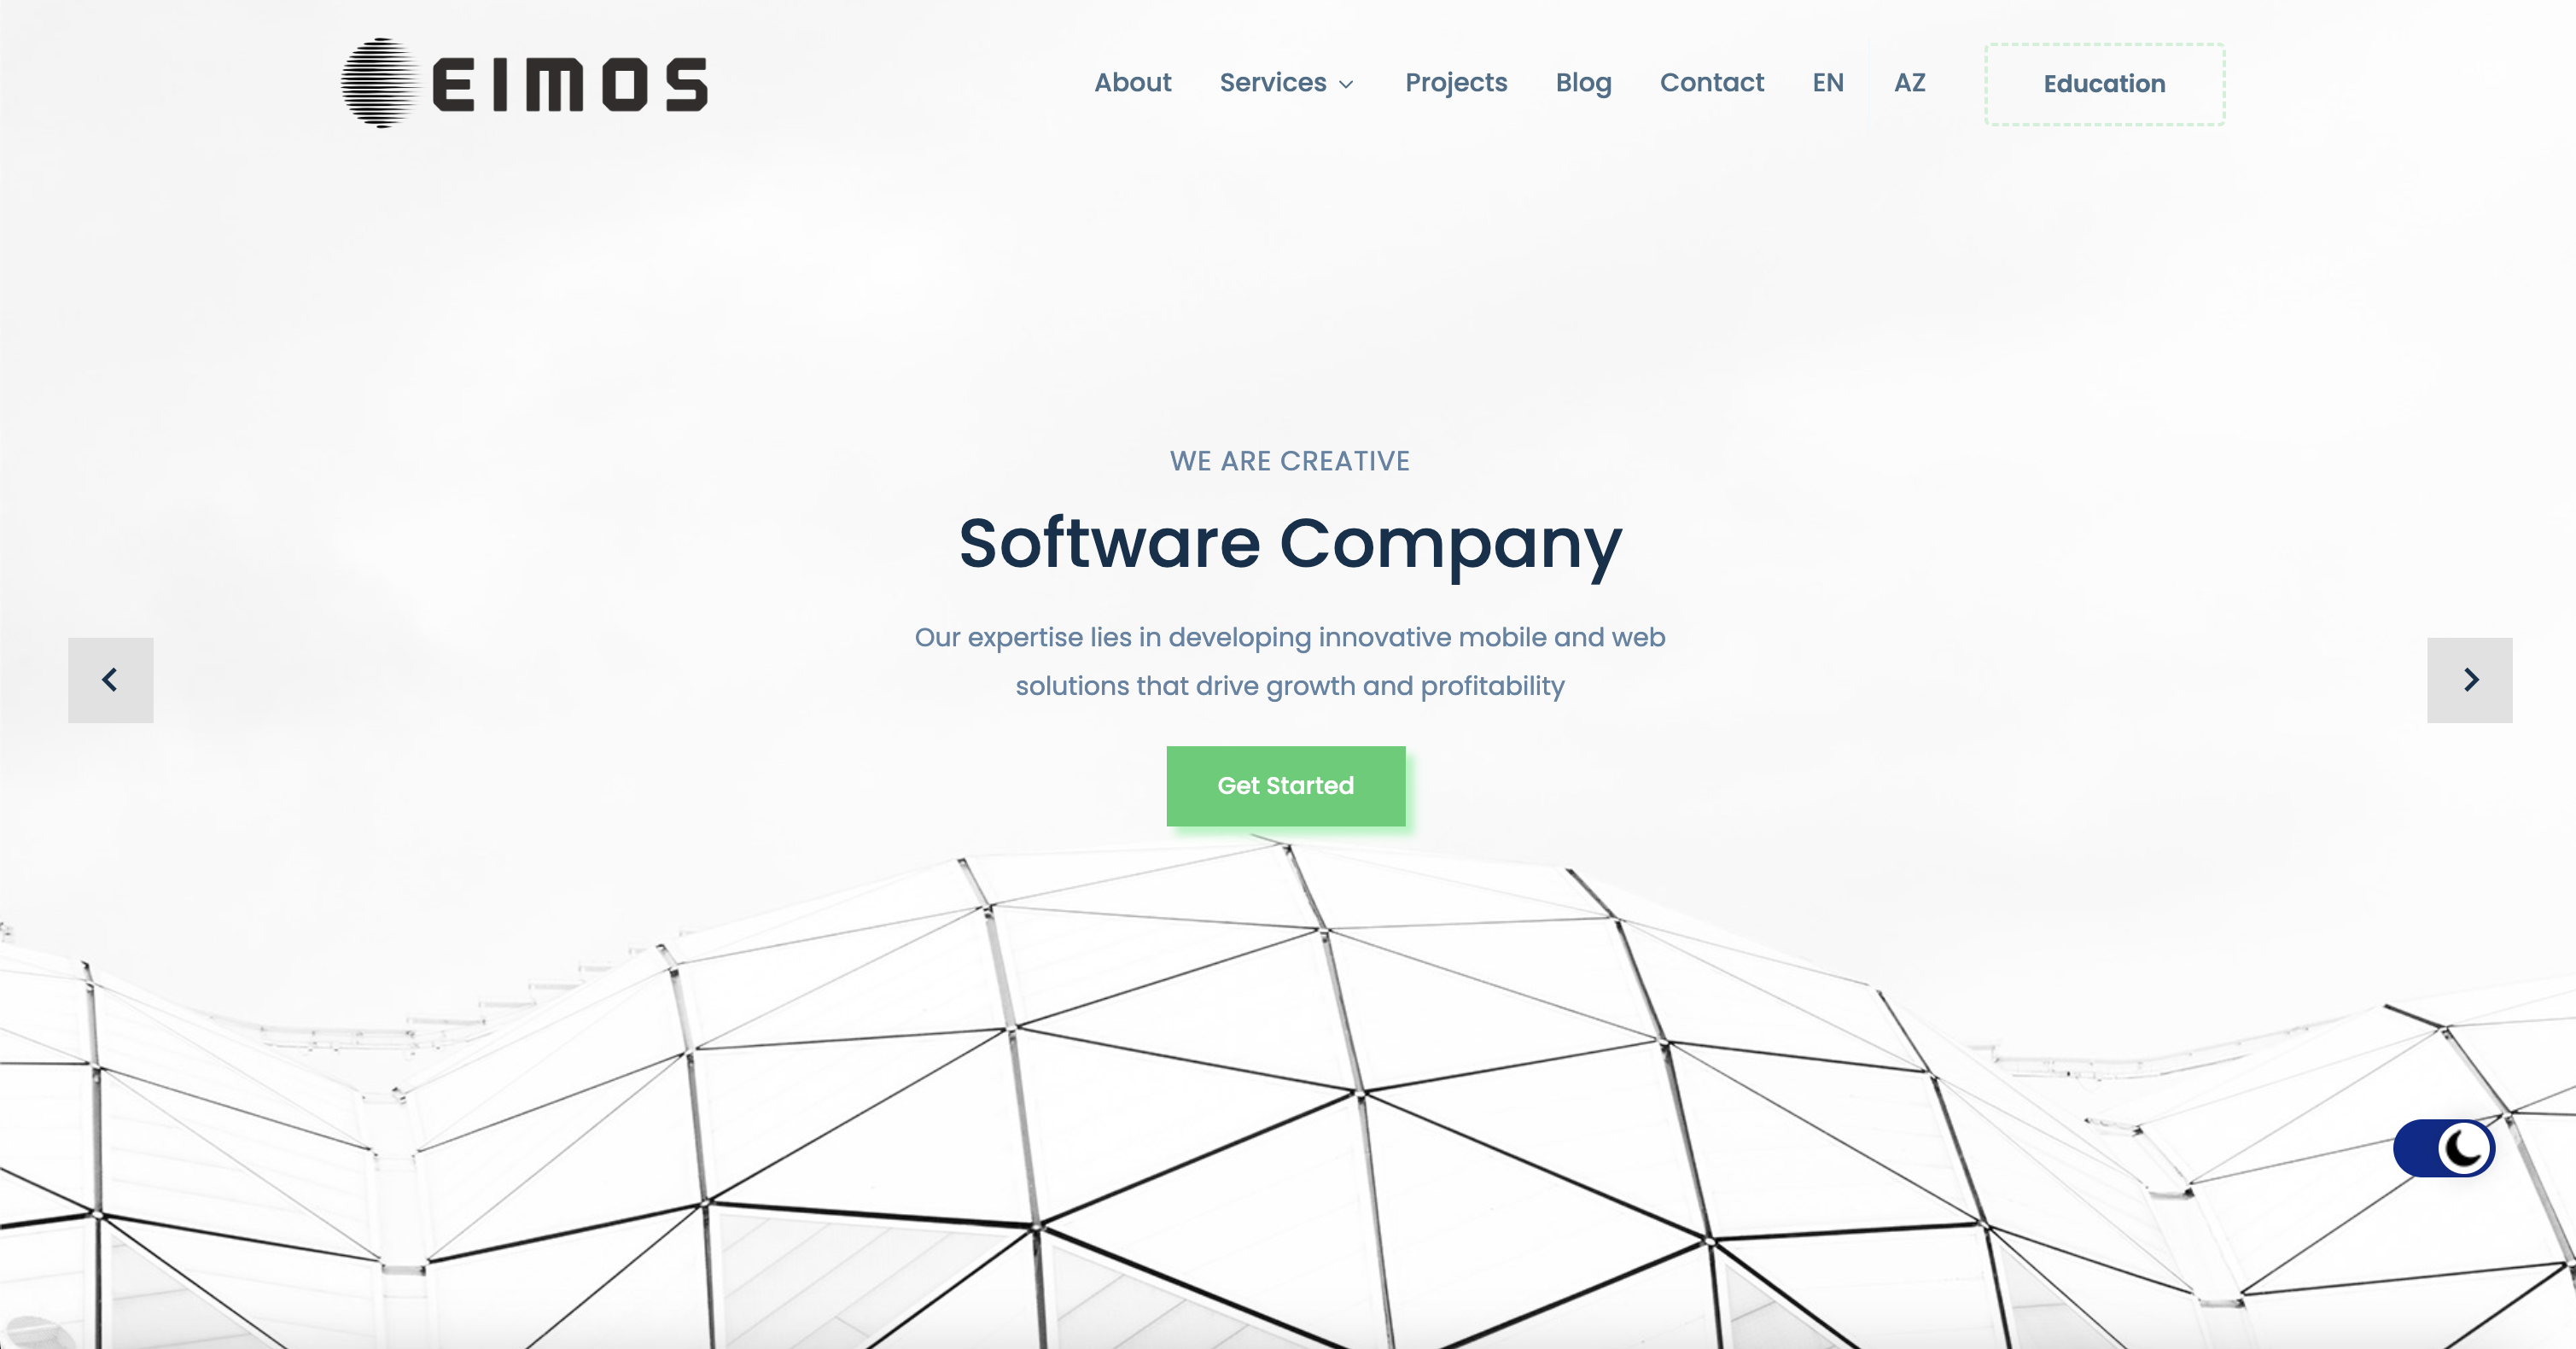 EIMOS
About
Services
Projects
Blog
Contact
EN
AZ
Education
WE ARE CREATIVE
Software Company
Our expertise lies in developing innovative mobile and web
solutions that drive growth and profitability
Get Started